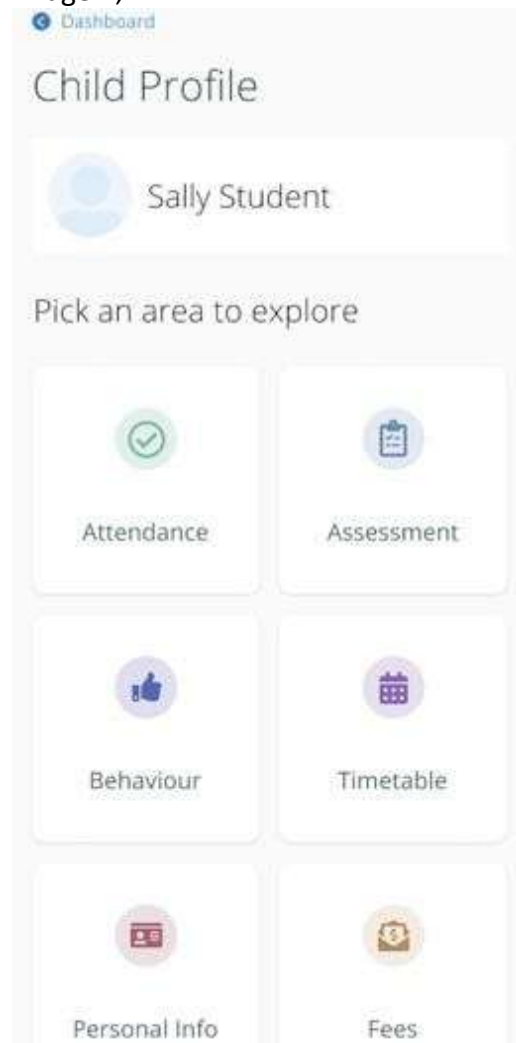 Dashboard
Child Profile
Sally Student
Pick an area to explore
Attendance Assessment
Behaviour Timetable
Personal Info Fees